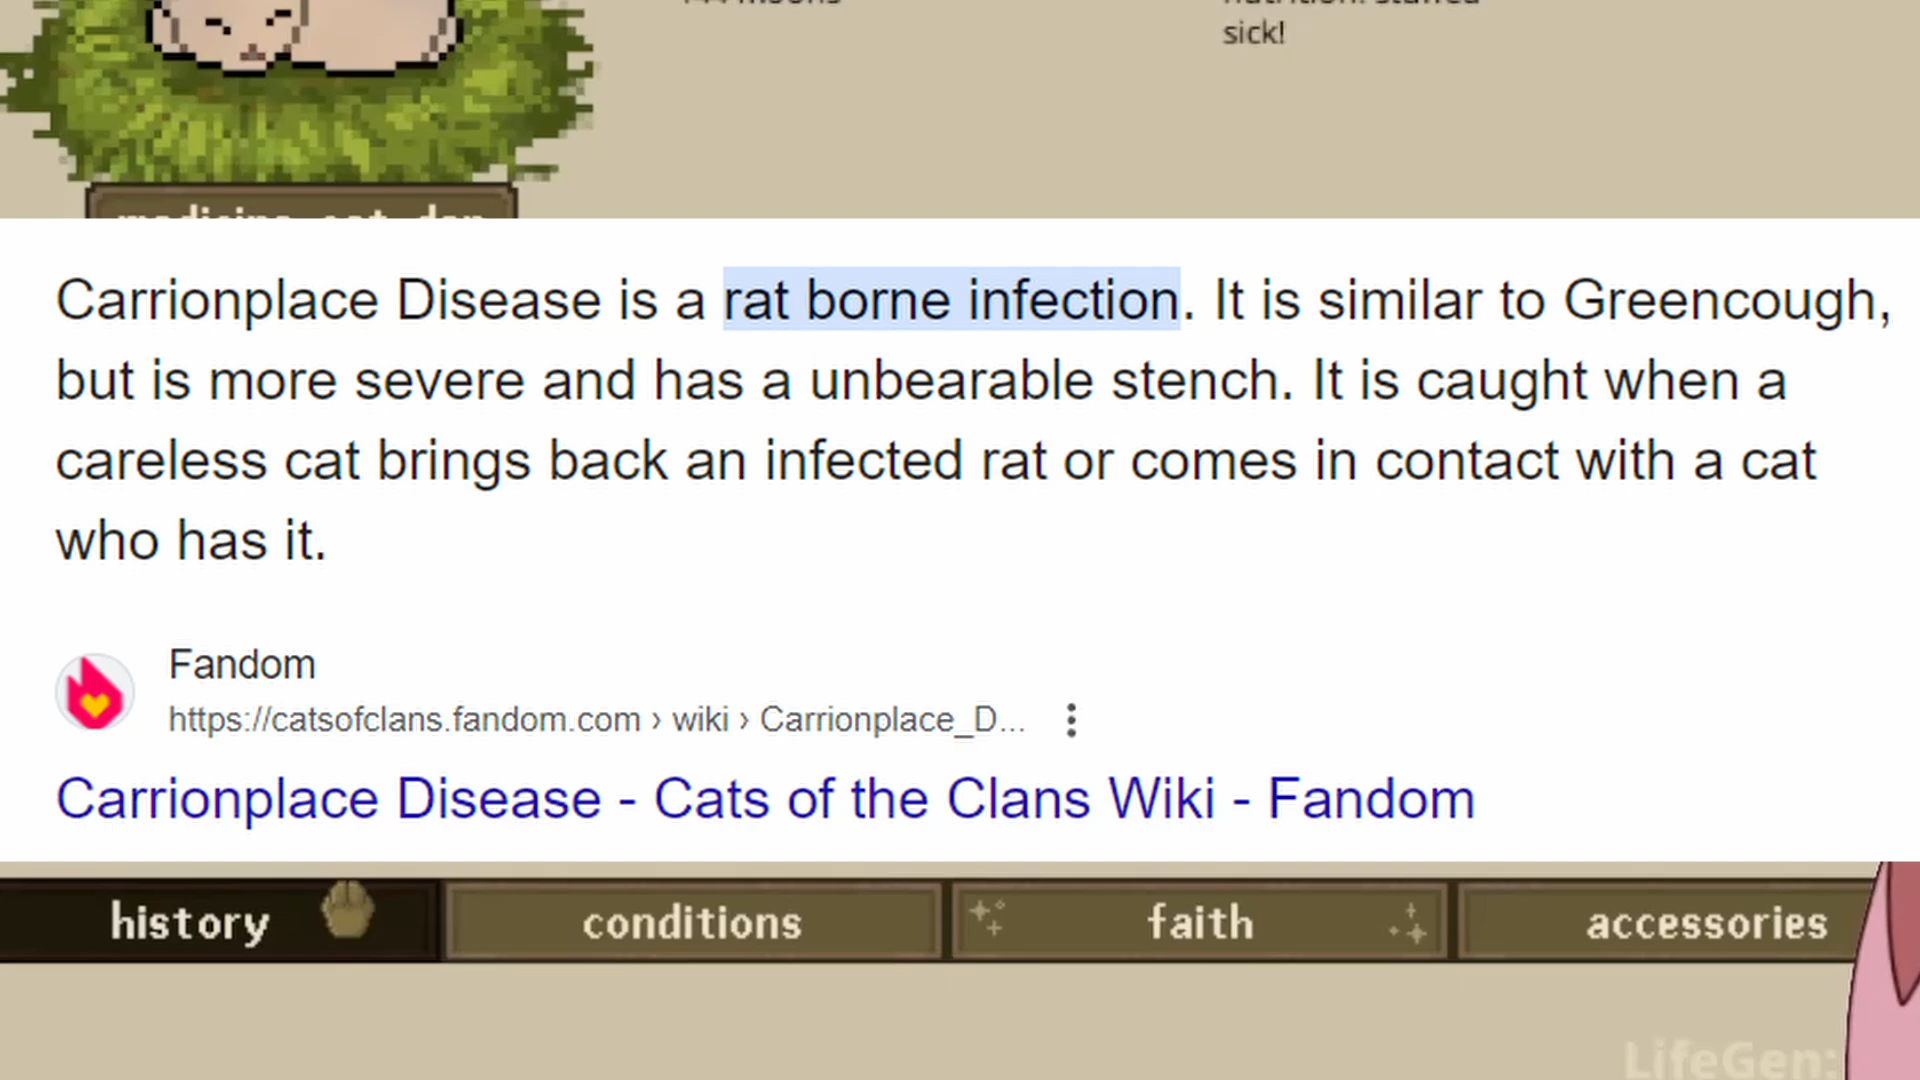 sick!
Carrionplace Disease is a rat borne infection. It is similar to Greencough,
but is more severe and has a unbearable stench. It is caught when a
careless cat brings back an infected rat or comes in contact with a cat
who has it.
Fandom
https://catsofclans.fandom.com › wiki › Carrionplace_D...
Carrionplace Disease - Cats of the Clans Wiki - Fandom
history conditions faith accessories
LifeGen: